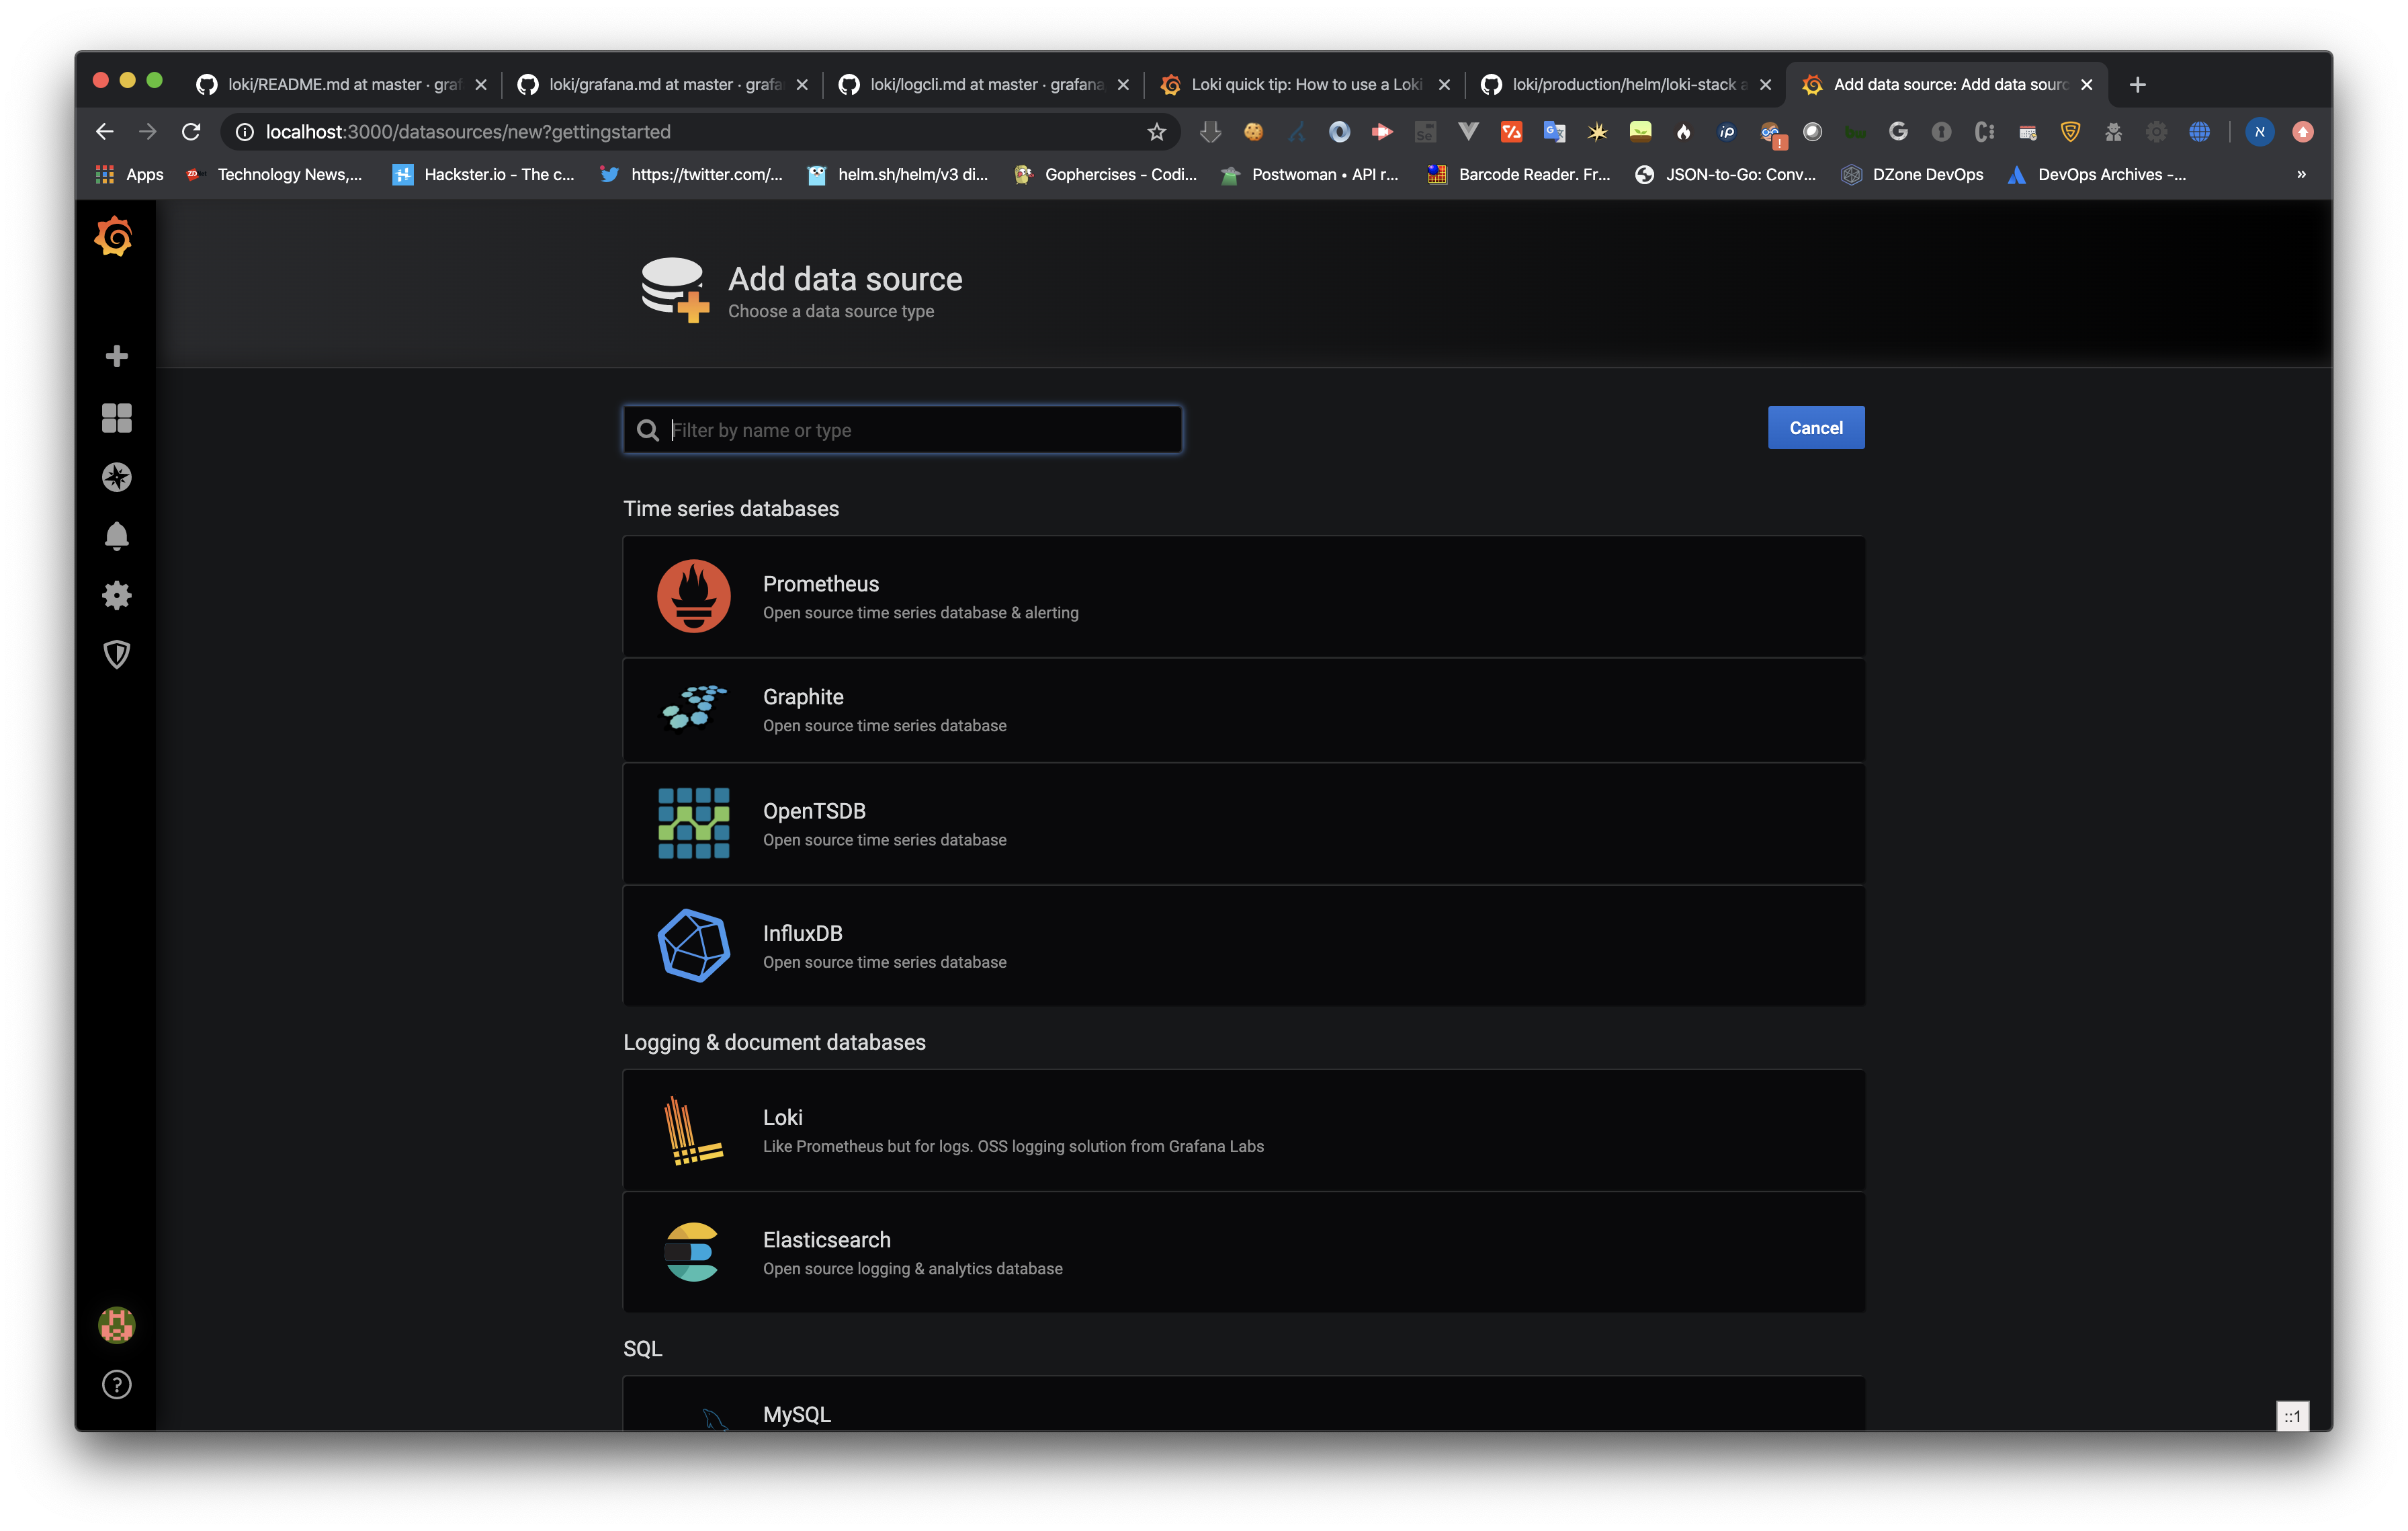 loki/README.md at master · graf
loki/grafana.md at master · grafa
loki/logcli.md at master · grafana
Loki quick tip: How to use a Loki
loki/production/helm/loki-stack a
Add data source: Add data sourc
localhost:3000/datasources/new?gettingstarted
Apps
Technology News,...
Hackster.io - The c...
https://twitter.com/...
helm.sh/helm/v3 di...
Gophercises - Codi...
Postwoman • API r...
Barcode Reader. Fr...
JSON-to-Go: Conv...
DZone DevOps
DevOps Archives -...
»
Add data source
Choose a data source type
Filter by name or type
Cancel
Time series databases
Prometheus
Open source time series database & alerting
Graphite
Open source time series database
OpenTSDB
Open source time series database
InfluxDB
Open source time series database
Logging & document databases
Loki
Like Prometheus but for logs. OSS logging solution from Grafana Labs
Elasticsearch
Open source logging & analytics database
SQL
MySQL
::1